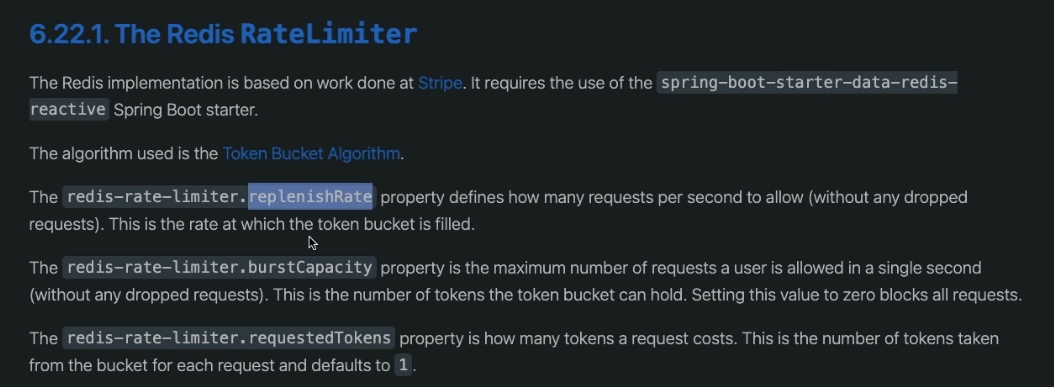 6.22.1. The Redis RateLimiter
The Redis implementation is based on work done at Stripe. It requires the use of the spring-boot-starter-data-redis-
reactive Spring Boot starter.
The algorithm used is the Token Bucket Algorithm.
The redis-rate-limiter.replenishRate property defines how many requests per second to allow (without any dropped
requests). This is the rate at which the token bucket is filled.
The redis-rate-limiter.burstCapacity property is the maximum number of requests a user is allowed in a single second
(without any dropped requests). This is the number of tokens the token bucket can hold. Setting this value to zero blocks all requests.
The redis-rate-limiter.requestedTokens property is how many tokens a request costs. This is the number of tokens taken
from the bucket for each request and defaults to 1.